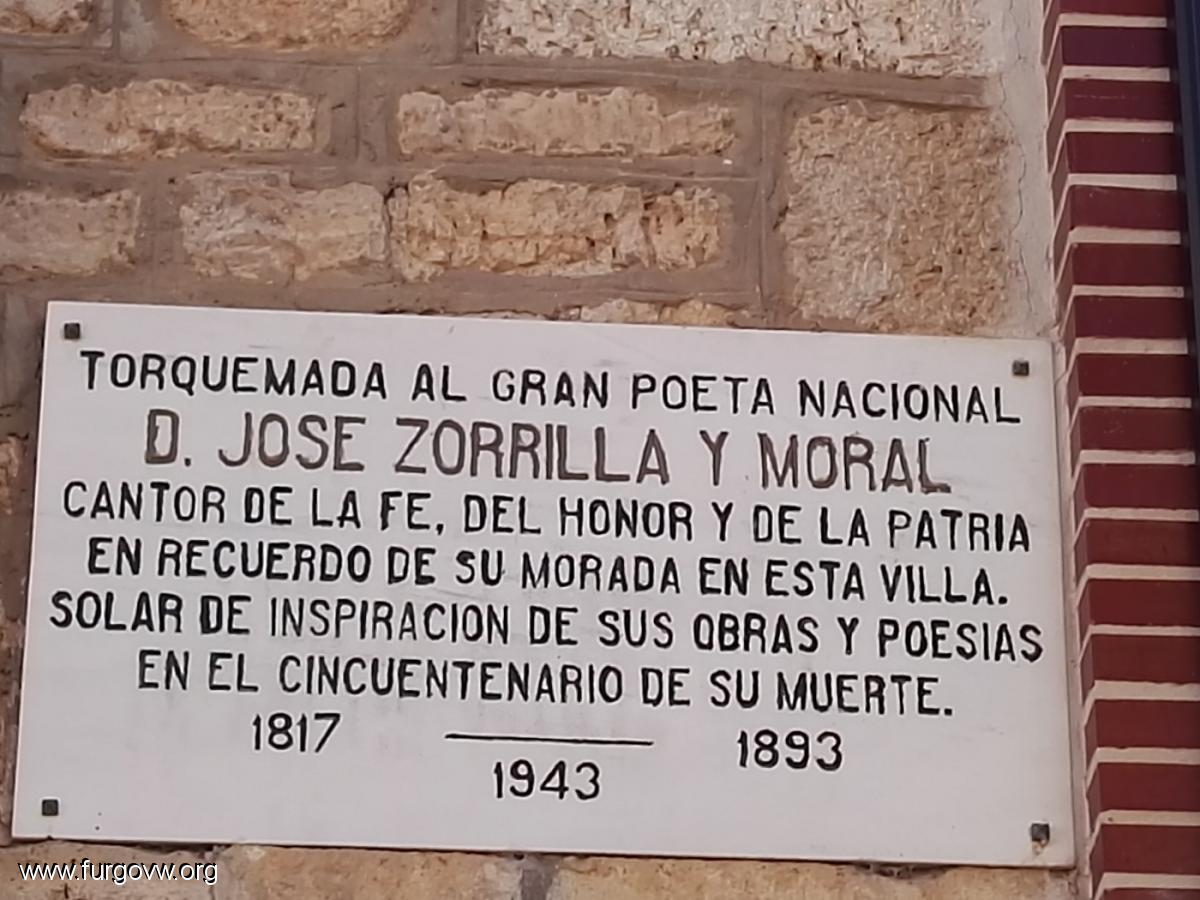 TORQUEMADA AL GRAN POETA NACIONAL
D. JOSE ZORRILLA Y MORAL
CANTOR DE LA FE, DEL HONOR Y DE LA PATRIA
EN RECUERDO DE SU MORADA EN ESTA VILLA.
SOLAR DE INSPIRACION DE SUS OBRAS Y POESIAS
EN EL CINCUENTENARIO DE SU MUERTE.
1817 1893
1943
www.furgovw.org